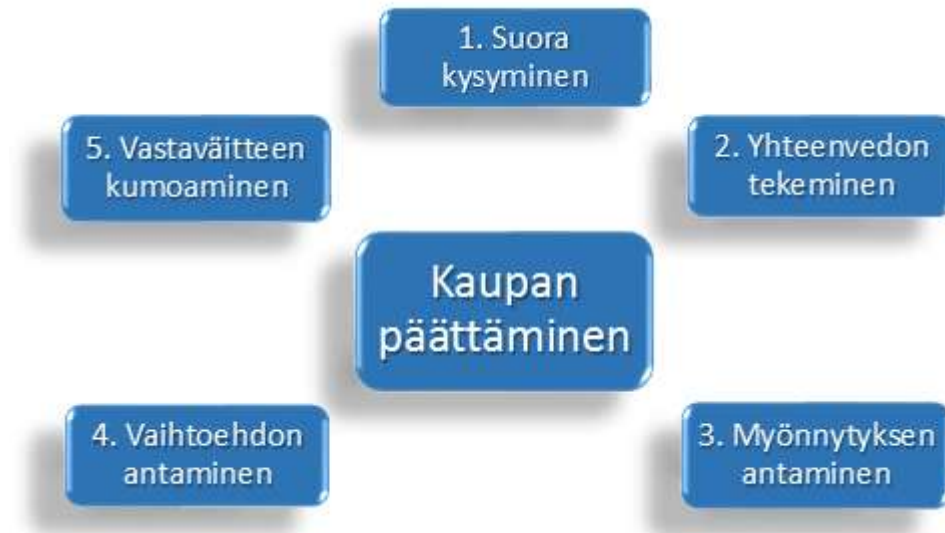 1. Suora
kysyminen
2. Yhteenvedon
tekeminen
3. Myönnytyksen
antaminen
4. Vaihtoehdon
antaminen
5. Vastaväitteen
kumoaminen
Kaupan
päättäminen